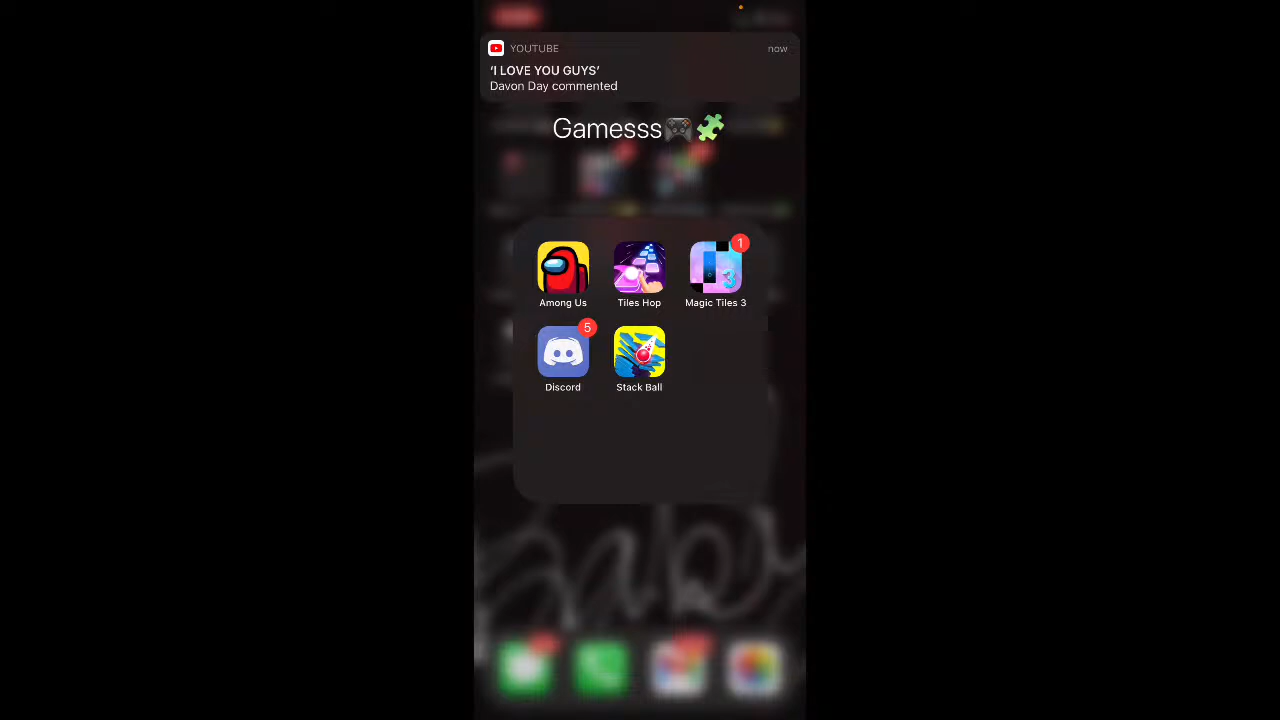 YOUTUBE now
'I LOVE YOU GUYS'
Davon Day commented
Gamesss🎮🧩
1
3
Among Us Tiles Hop Magic Tiles 3
5
Discord Stack Ball